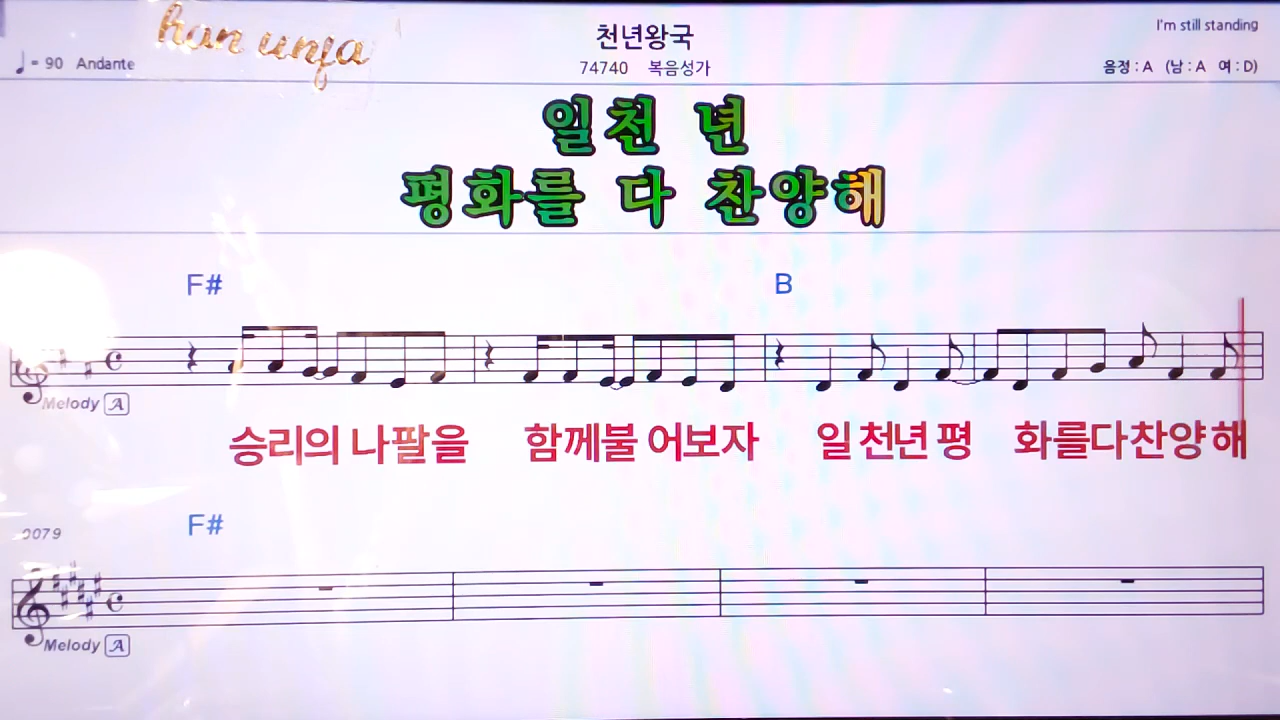 han unfa
천년왕국
I'm still standing
♩ = 90 Andante
74740 복음성가
음정 : A (남 : A 여 : D)
일천 년
평화를 다 찬양해
F# B
Melody A
승리의 나팔을 함께불 어보자 일 천년 평 화를다찬양해
0079
F#
Melody A